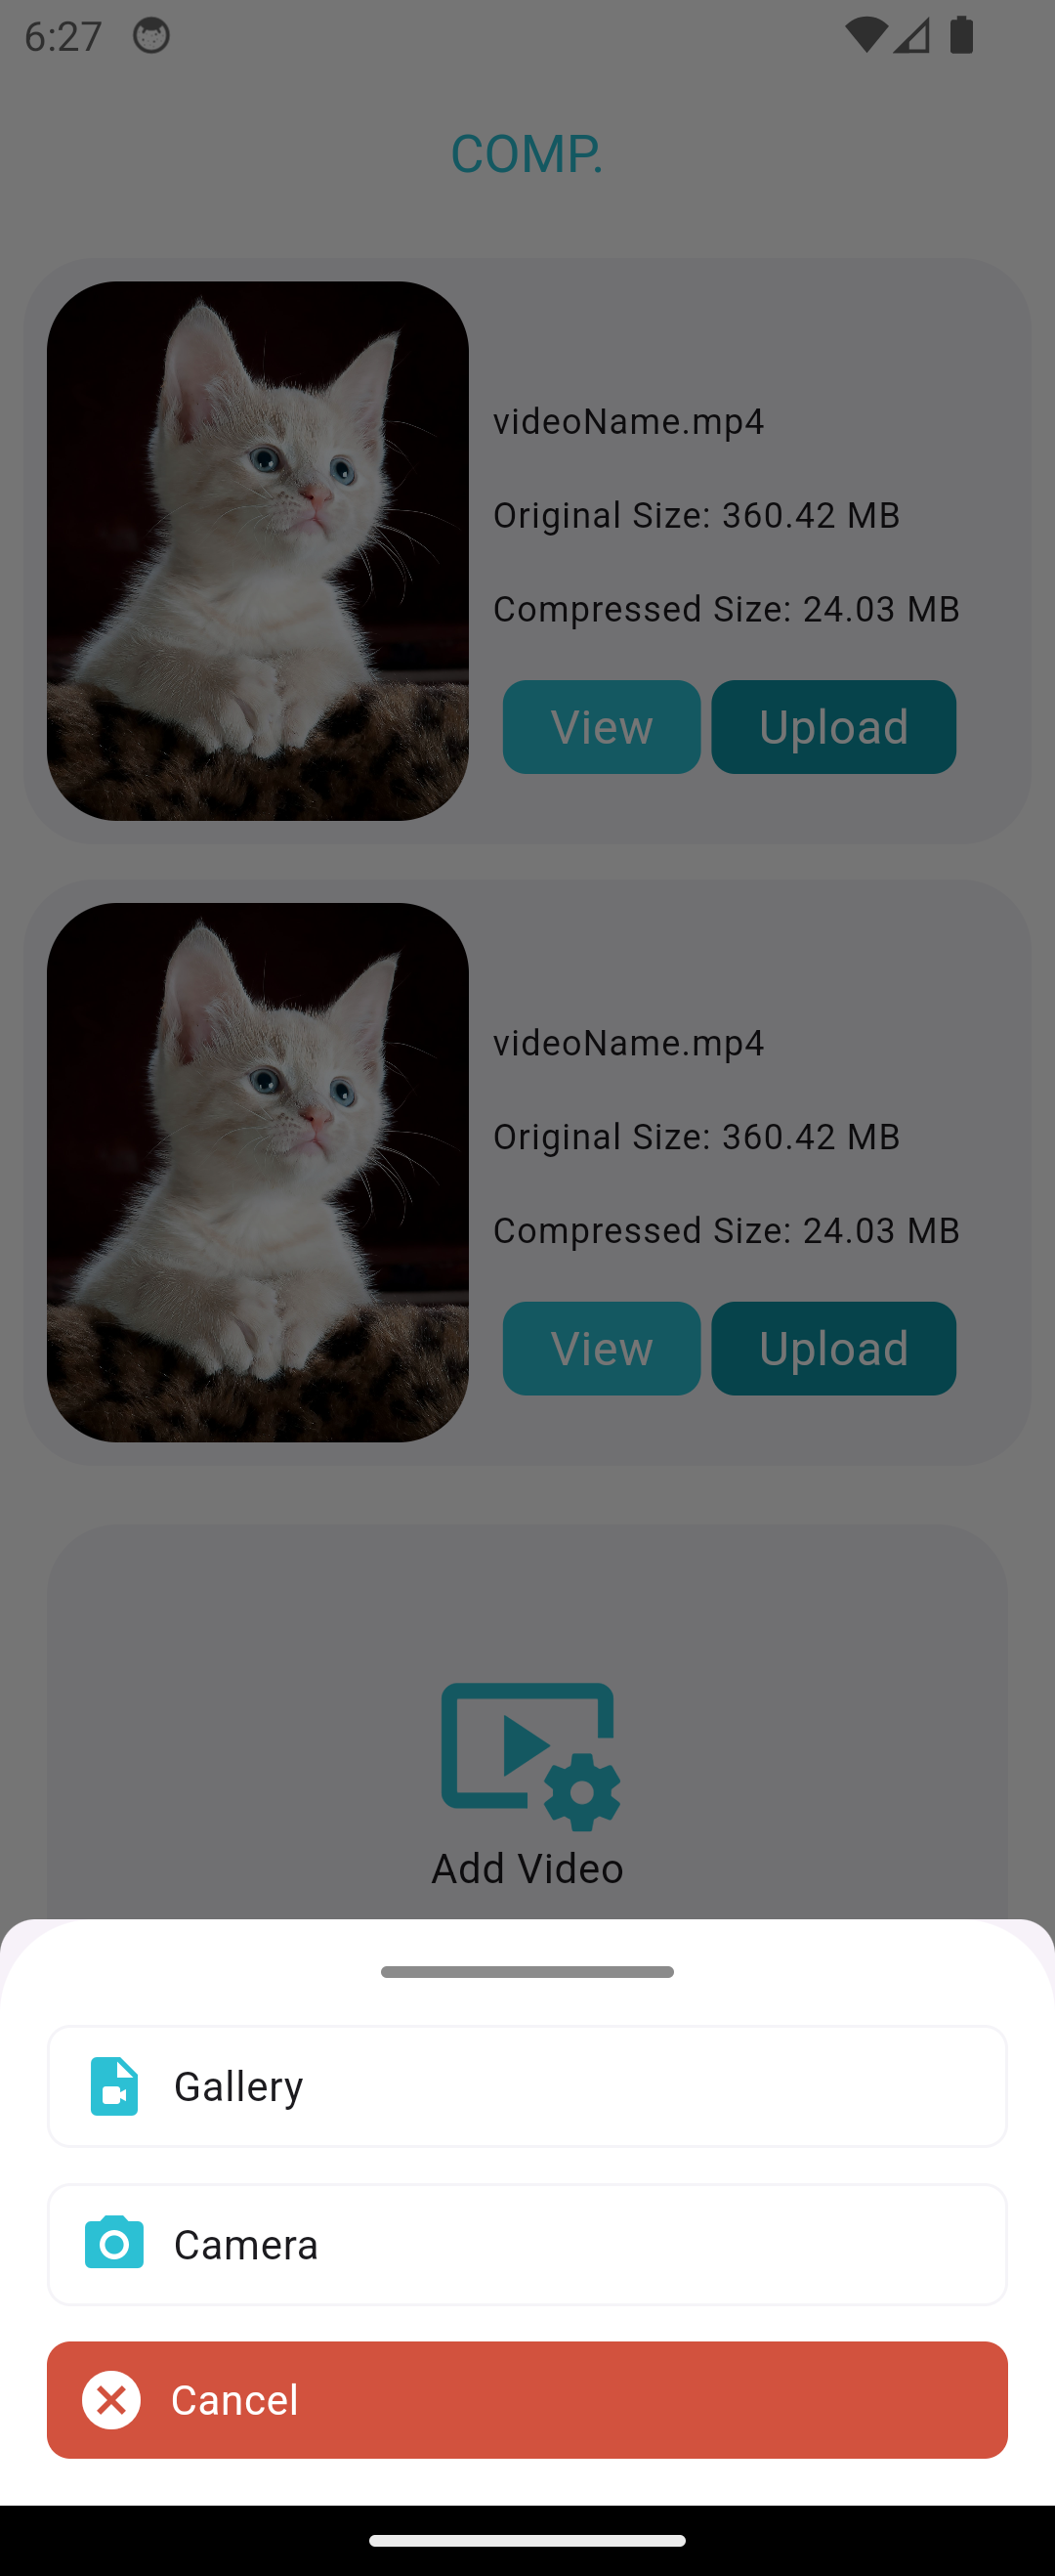 6:27
COMP.
videoName.mp4
Original Size: 360.42 MB
Compressed Size: 24.03 MB
View Upload
videoName.mp4
Original Size: 360.42 MB
Compressed Size: 24.03 MB
View Upload
Add Video
Gallery
Camera
Cancel